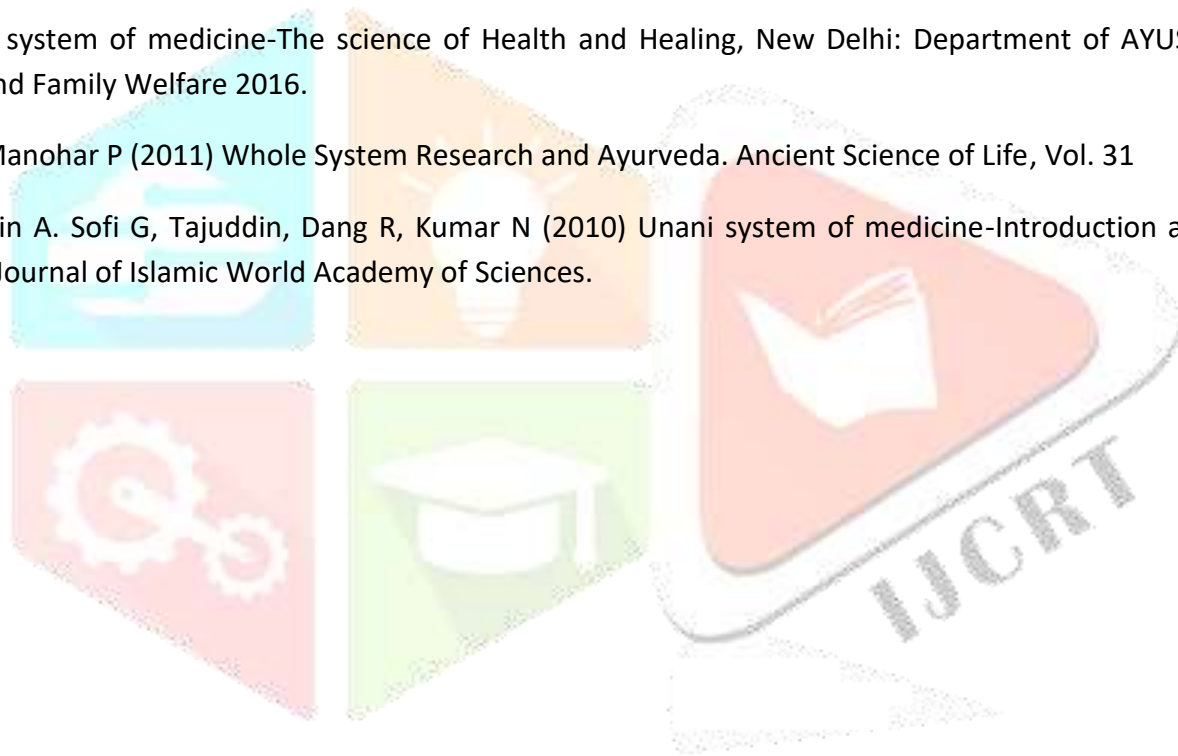 system of medicine-The science of Health and Healing, New Delhi: Department of AYUS
nd Family Welfare 2016.
Manohar P (2011) Whole System Research and Ayurveda. Ancient Science of Life, Vol. 31
in A. Sofi G, Tajuddin, Dang R, Kumar N (2010) Unani system of medicine-Introduction a
Journal of Islamic World Academy of Sciences.
IJCRT